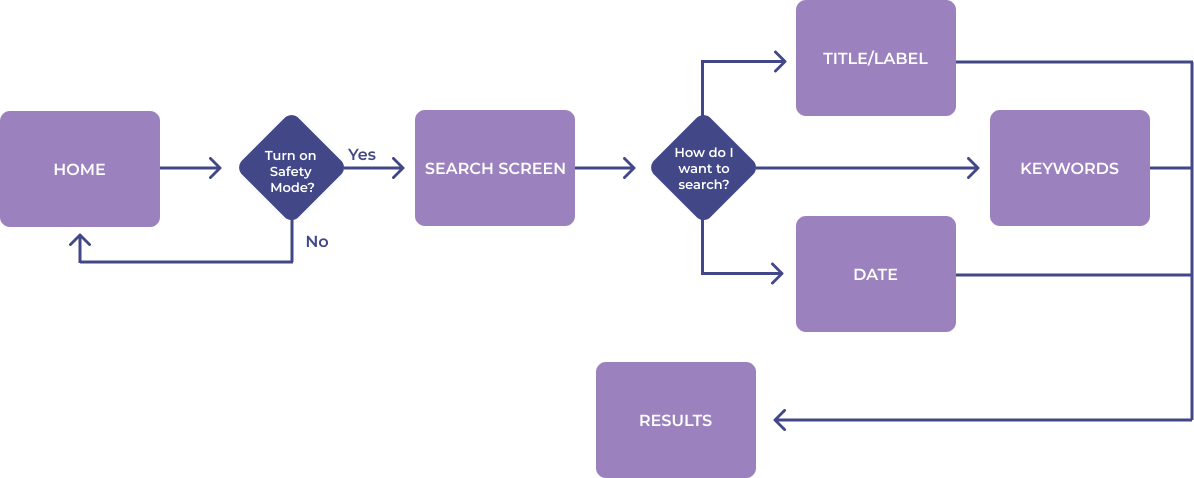 HOME
Turn on
Safety
Mode?
Yes
No
SEARCH SCREEN
How do I
want to
search?
TITLE/LABEL
KEYWORDS
DATE
RESULTS